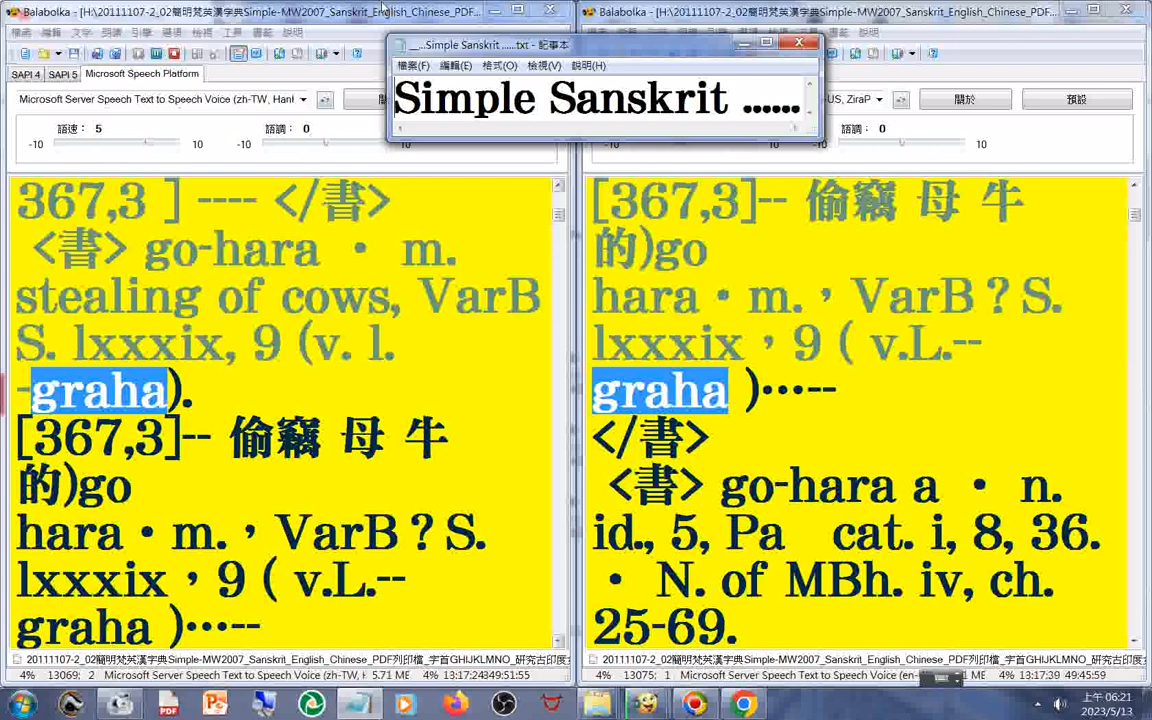 Balabolka - [H:\20111107-2_02簡明梵英漢字典Simple-MW2007_Sanskrit_English_Chinese_PDF...
SAPI 4
SAPI 5
Microsoft Speech Platform
Microsoft Server Speech Text to Speech Voice (zh-TW, Hanl
語速： 5
語調： 0
-10
10
-10
10
367,3 ] ---- </書>
<書> go-hara • m.
stealing of cows, VarB
S. lxxxix, 9 (v. l.
-graha).
[367,3]-- 偷竊 母 牛
的)go
hara・m.，VarB？S.
lxxxix，9 ( v.L.--
graha )…--
20111107-2_02簡明梵英漢字典Simple-MW2007_Sanskrit_English_Chinese_PDF列印檔_字首GHIJKLMNO_研究古印度
4%
13069: 2
Microsoft Server Speech Text to Speech Voice (zh-TW,
5.71 ME
__...Simple Sanskrit ......txt - 記事本
檔案(F) 編輯(E) 格式(O) 檢視(V) 說明(H)
Simple Sanskrit ......
Balabolka - [H:\20111107-2_02簡明梵英漢字典Simple-MW2007_Sanskrit_English_Chinese_PDF...
-US, ZiraP
關於
預設
語調： 0
-10
10
[367,3]-- 偷竊 母 牛
的)go
hara・m.，VarB？S.
lxxxix，9 ( v.L.--
graha )…--
</書>
<書> go-hara a • n.
id., 5, Pa cat. i, 8, 36.
• N. of MBh. iv, ch.
25-69.
20111107-2_02簡明梵英漢字典Simple-MW2007_Sanskrit_English_Chinese_PDF列印檔_字首GHIJKLMNO_研究古印度
4% 13:17:24349:51:55
13075: 1
Microsoft Server Speech Text to Speech Voice (en-
4% 13:17:39
49:45:59
上午 06:21
2023/5/13